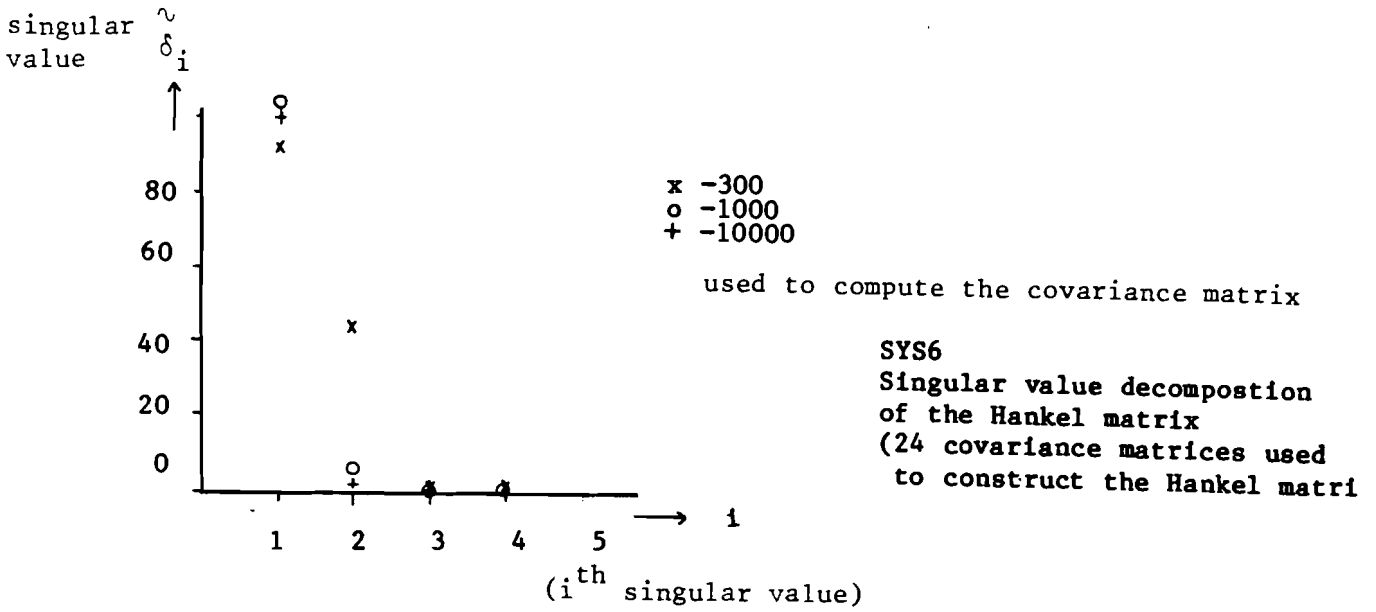 singular ~
value δi
80
60
40
20
0
1 2 3 4 5
i
(i^th singular value)
x -300
o -1000
+ -10000
used to compute the covariance matrix
SYS6
Singular value decompostion
of the Hankel matrix
(24 covariance matrices used
to construct the Hankel matri